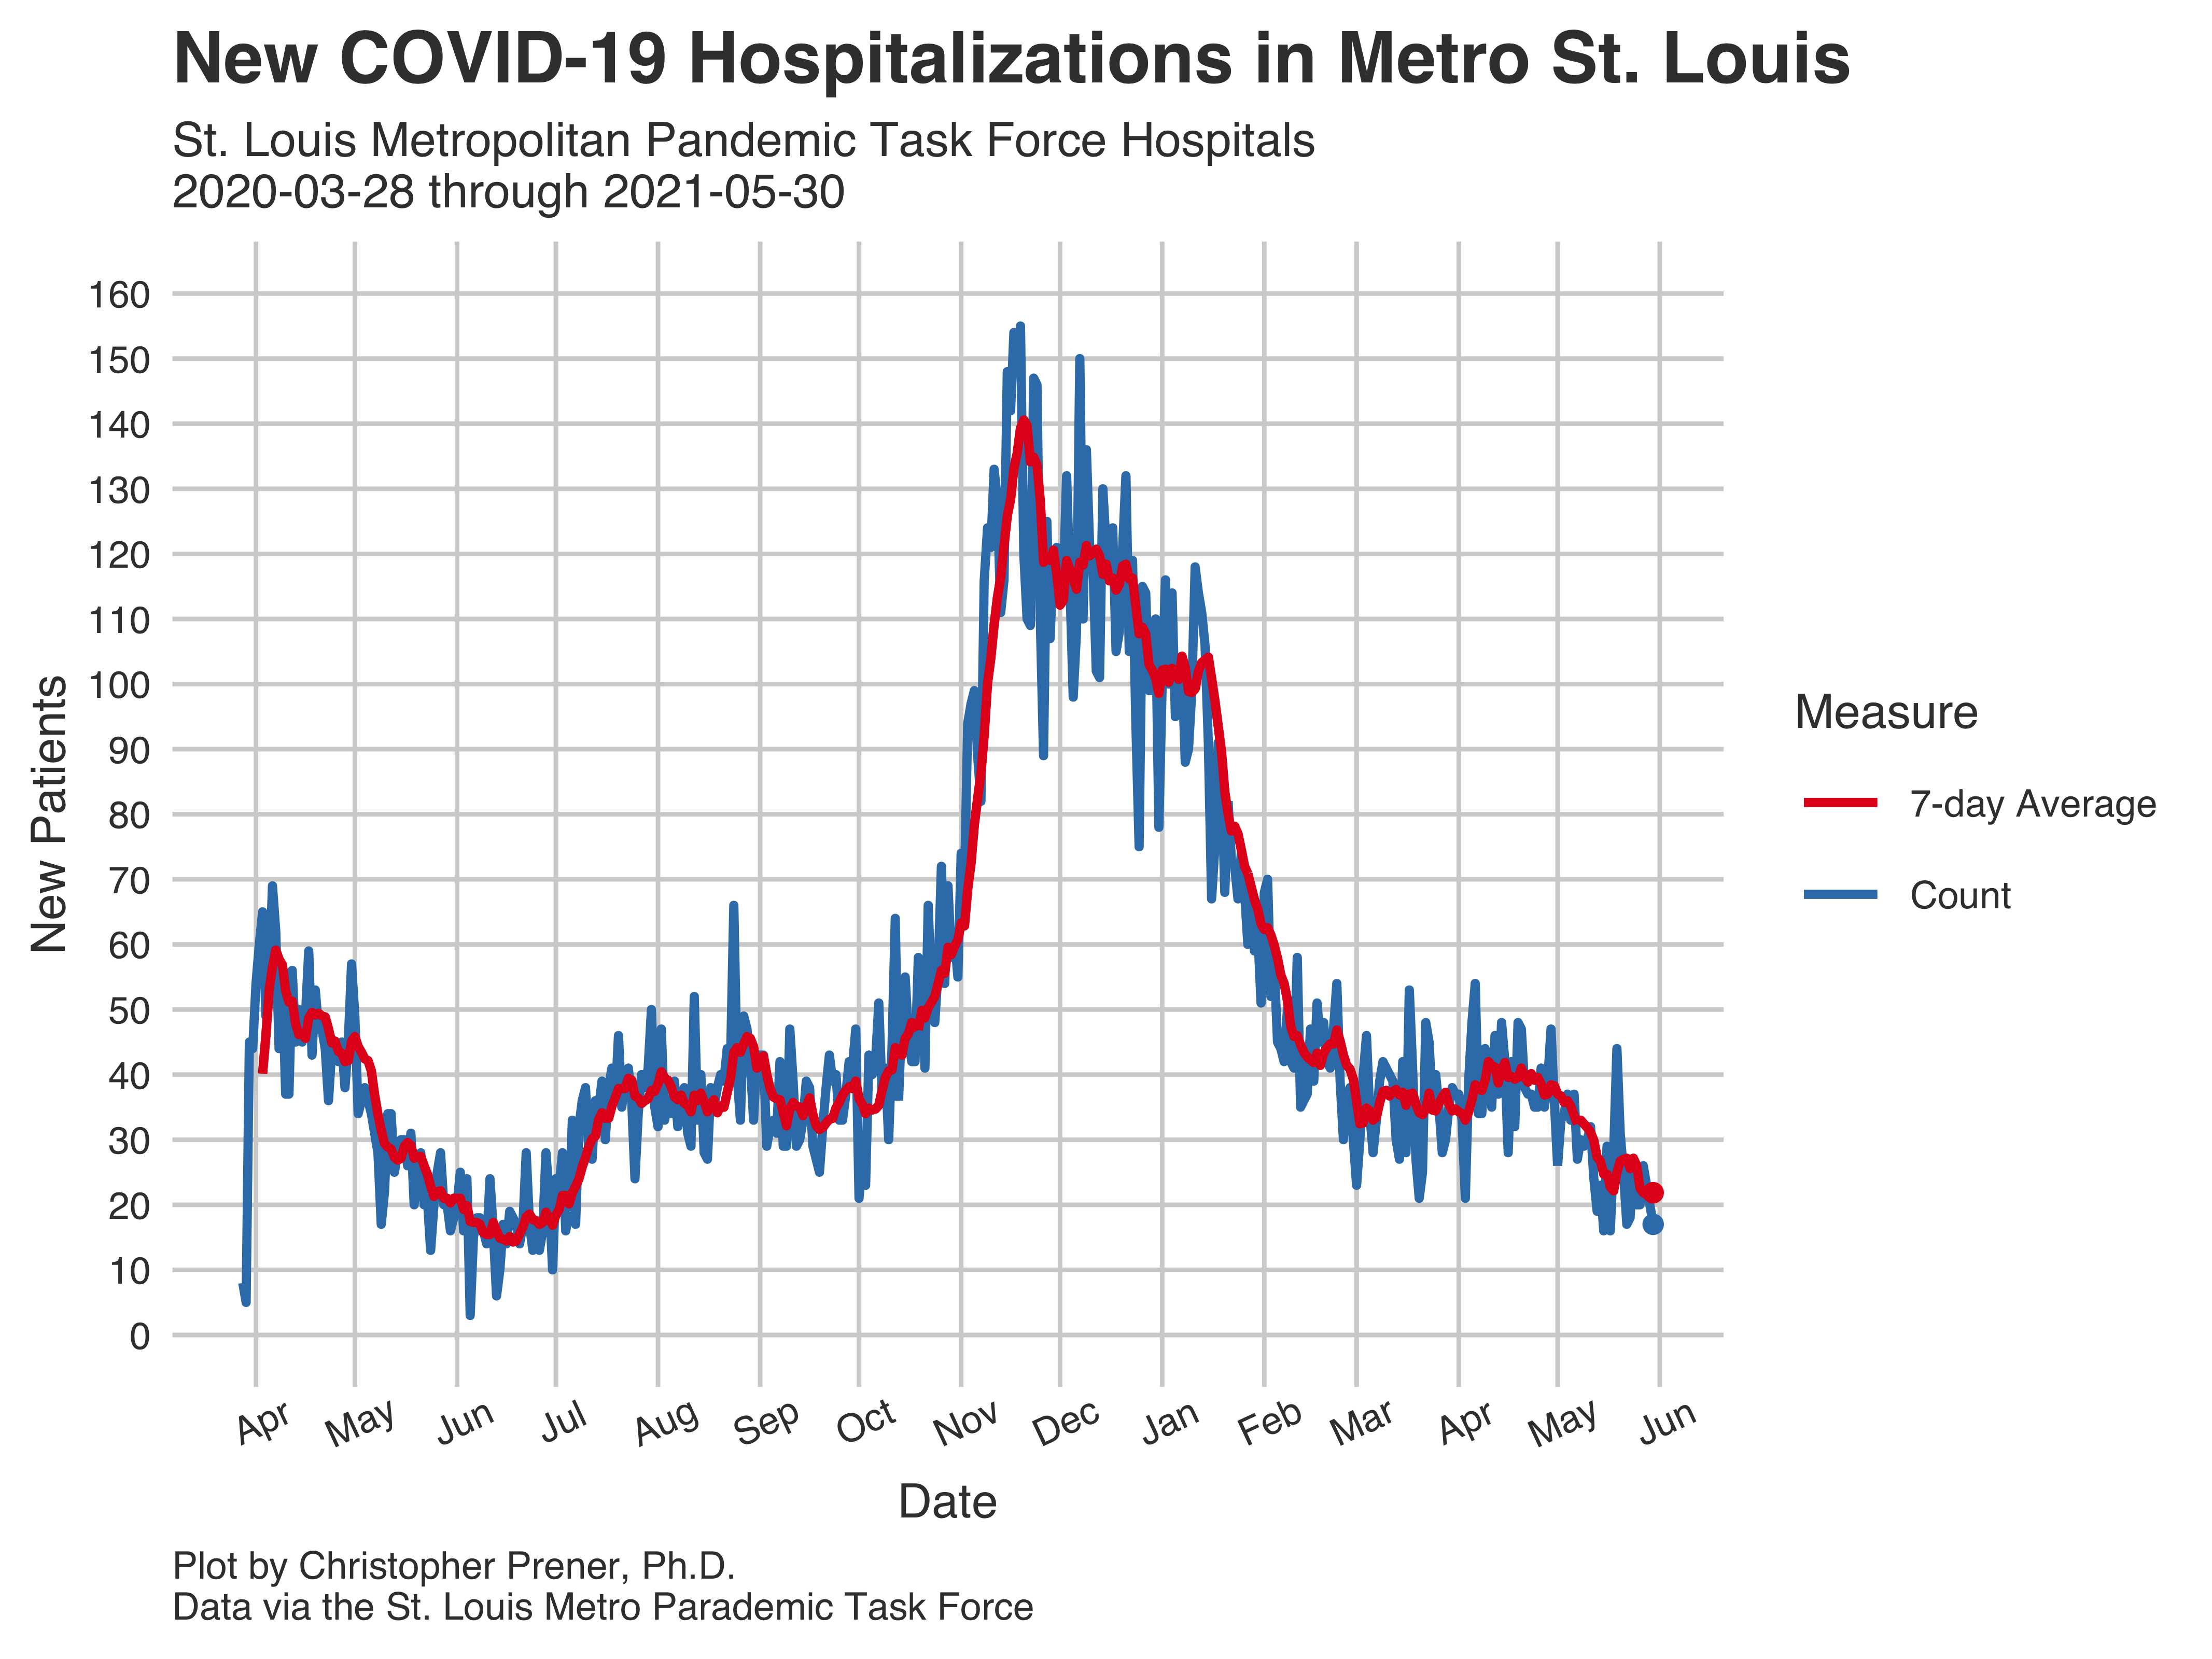 New COVID-19 Hospitalizations in Metro St. Louis
St. Louis Metropolitan Pandemic Task Force Hospitals
2020-03-28 through 2021-05-30
160
150
140
130
120
110
100
90
80
70
60
50
40
30
20
10
0
New Patients
Apr May Jun Jul Aug Sep Oct Nov Dec Jan Feb Mar Apr May Jun
Date
Measure
7-day Average
Count
Plot by Christopher Prener, Ph.D.
Data via the St. Louis Metro Parademic Task Force